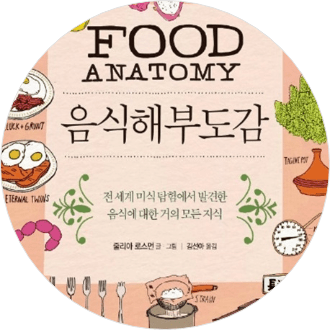 FOOD
ANATOMY
음식해부도감
전 세계 미식 탐험에서 발견한
음식에 대한 거의 모든 지식
줄리아 로스먼 글·그림 | 김선아 옮김
ETERNAL TWINS
TAGINE POT
STRAIN